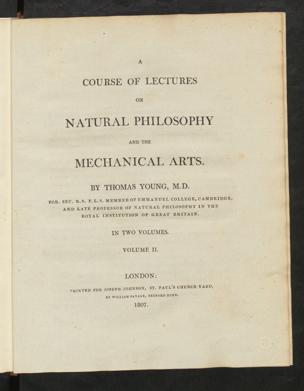 A
COURSE OF LECTURES
ON
NATURAL PHILOSOPHY
AND THE
MECHANICAL ARTS.
BY THOMAS YOUNG, M.D.
FOR. SEC. R.S. F.L.S. MEMBER OF EMMANUEL COLLEGE, CAMBRIDGE,
AND LATE PROFESSOR OF NATURAL PHILOSOPHY IN THE
ROYAL INSTITUTION OF GREAT BRITAIN.
IN TWO VOLUMES.
VOLUME II.
LONDON:
PRINTED FOR JOSEPH JOHNSON, ST. PAUL'S CHURCH YARD,
BY WILLIAM SAVAGE, BEDFORD BURY.
1807.